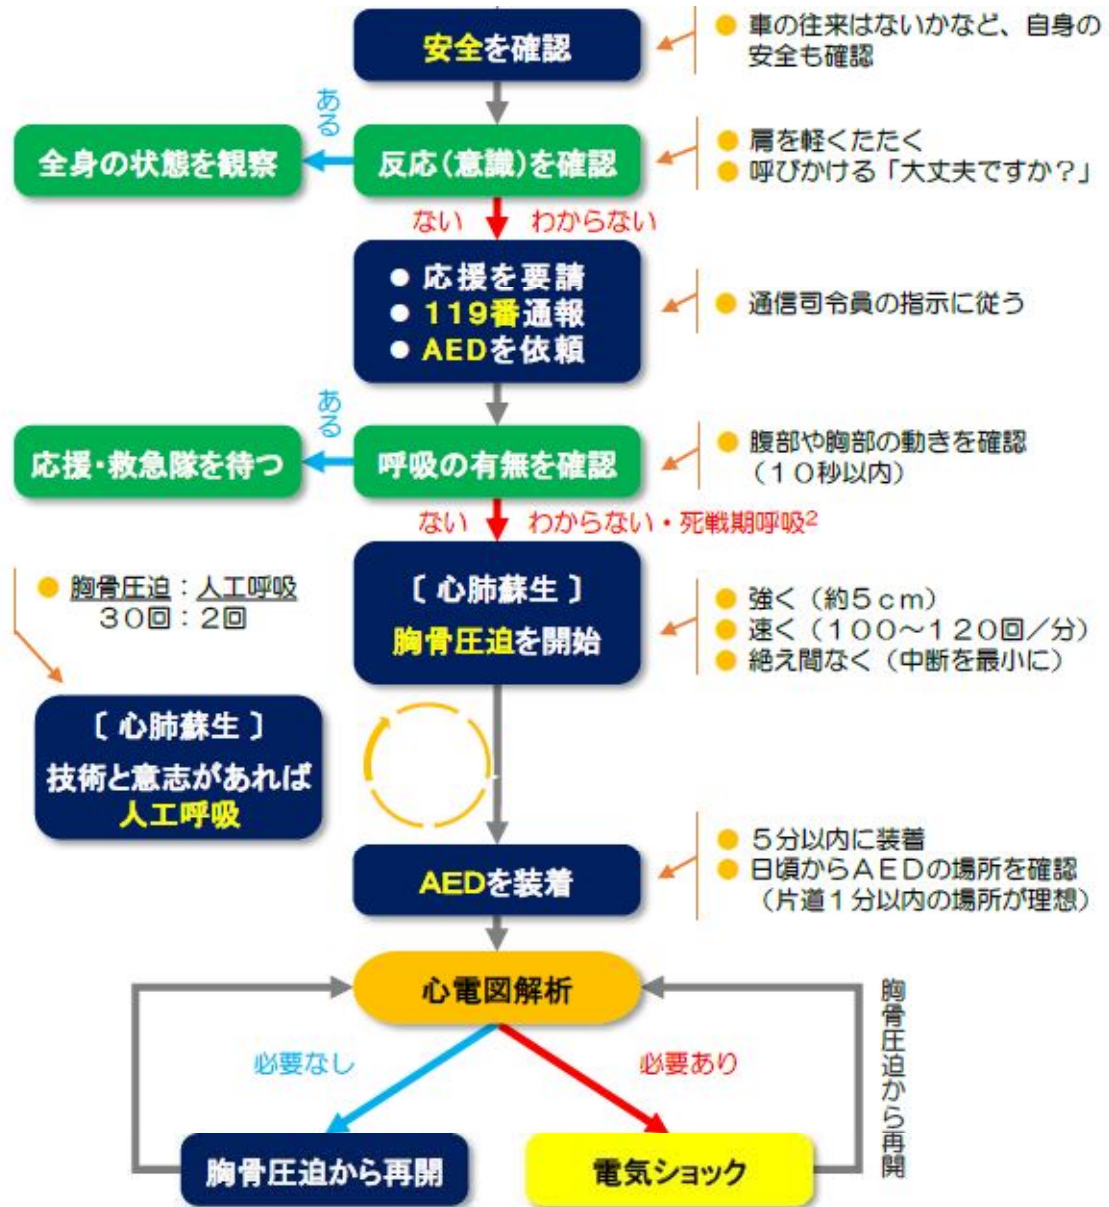 安全を確認
● 車の往来はないかなど、自身の
安全も確認
ある
全身の状態を観察
反応(意識)を確認
● 肩を軽くたたく
● 呼びかける「大丈夫ですか？」
ない わからない
● 応援を要請
● 119番通報
● AEDを依頼
● 通信司令員の指示に従う
ある
応援・救急隊を待つ
呼吸の有無を確認
● 腹部や胸部の動きを確認
（１０秒以内）
ない わからない・死戦期呼吸²
● 胸骨圧迫：人工呼吸
３０回：２回
〔 心肺蘇生 〕
胸骨圧迫を開始
● 強く（約５ｃｍ）
● 速く（１００～１２０回／分）
● 絶え間なく（中断を最小に）
〔 心肺蘇生 〕
技術と意志があれば
人工呼吸
AEDを装着
● ５分以内に装着
● 日頃からＡＥＤの場所を確認
（片道１分以内の場所が理想）
心電図解析
必要なし
必要あり
胸骨圧迫から再開
胸骨圧迫から再開
電気ショック